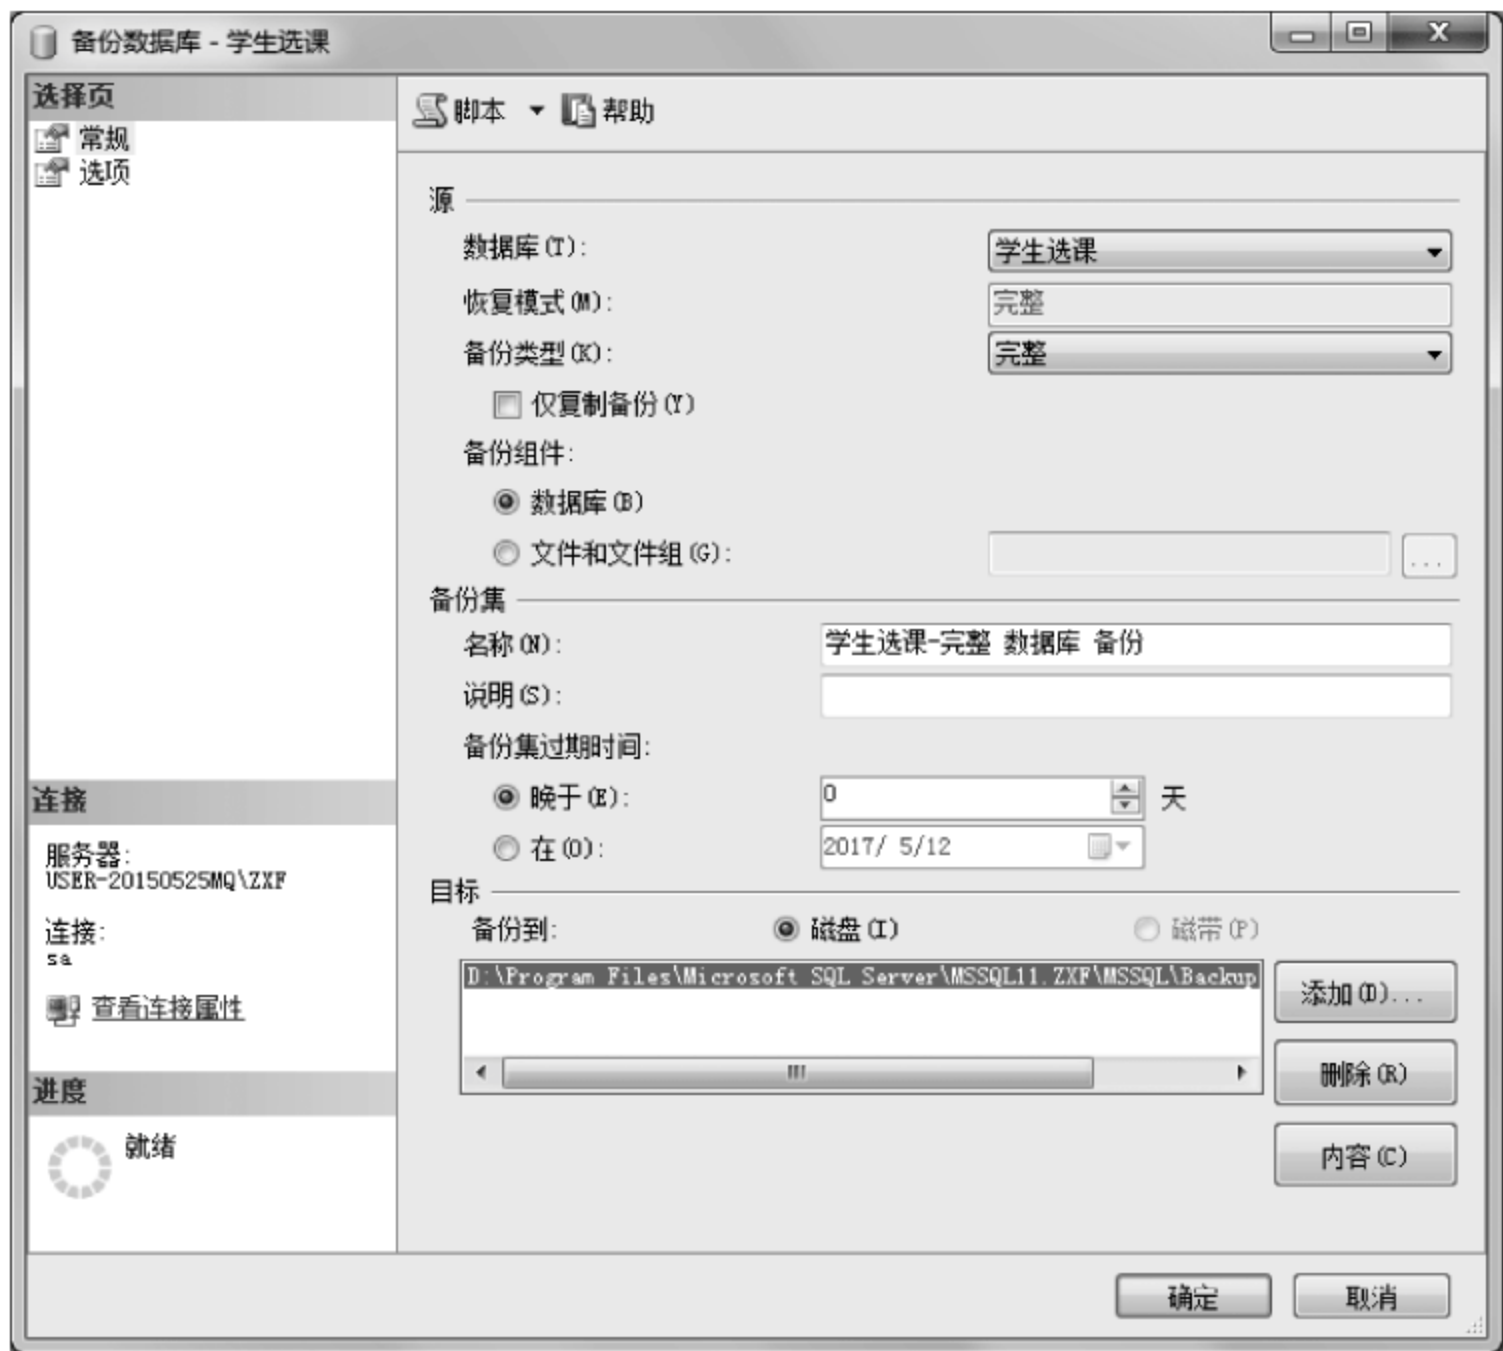 备份数据库 - 学生选课
选择页
常规
选项
脚本 帮助
源
数据库(T): 学生选课
恢复模式(M): 完整
备份类型(K): 完整
仅复制备份(Y)
备份组件:
数据库(B)
文件和文件组(G): ...
备份集
名称(N): 学生选课-完整 数据库 备份
说明(S):
备份集过期时间:
晚于(E): 0 天
在(O): 2017/ 5/12
目标
备份到: 磁盘(I) 磁带(P)
D:\Program Files\Microsoft SQL Server\MSSQL11.ZXF\MSSQL\Backup
添加(D)...
删除(R)
内容(C)
连接
服务器:
USER-20150525MQ\ZXF
连接:
sa
查看连接属性
进度
就绪
确定 取消